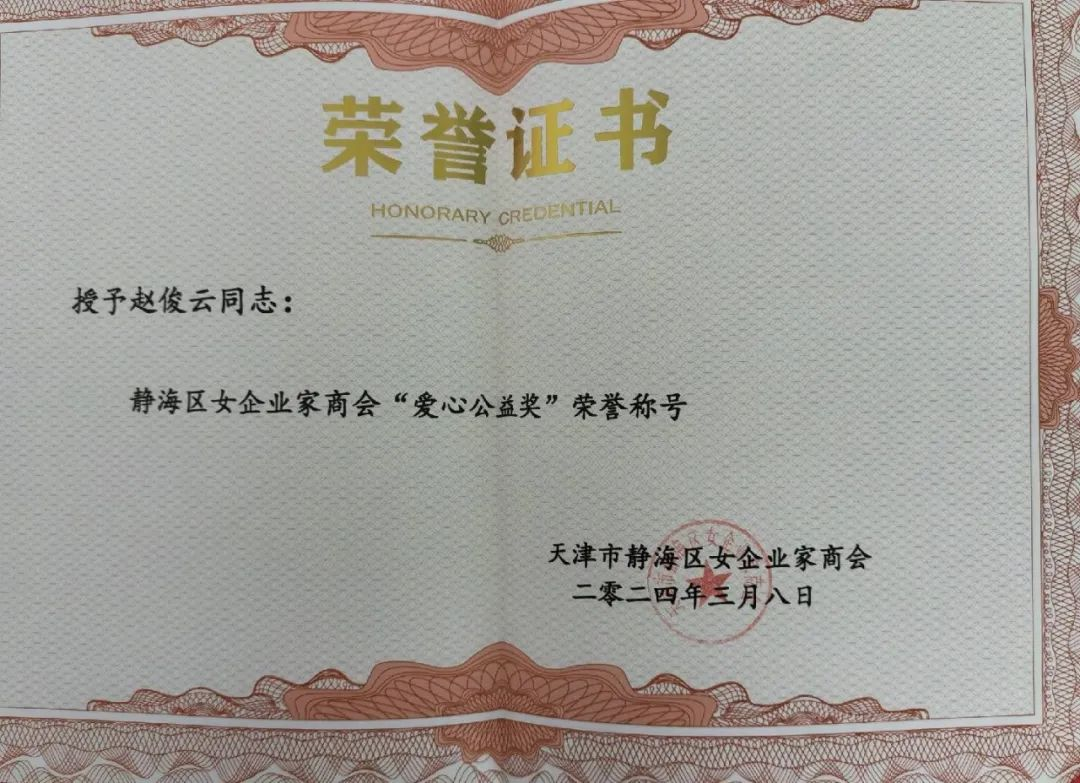 荣誉证书
HONORARY CREDENTIAL
授予赵俊云同志：
静海区女企业家商会“爱心公益奖”荣誉称号
天津市静海区女企业家商会
二零二四年三月八日